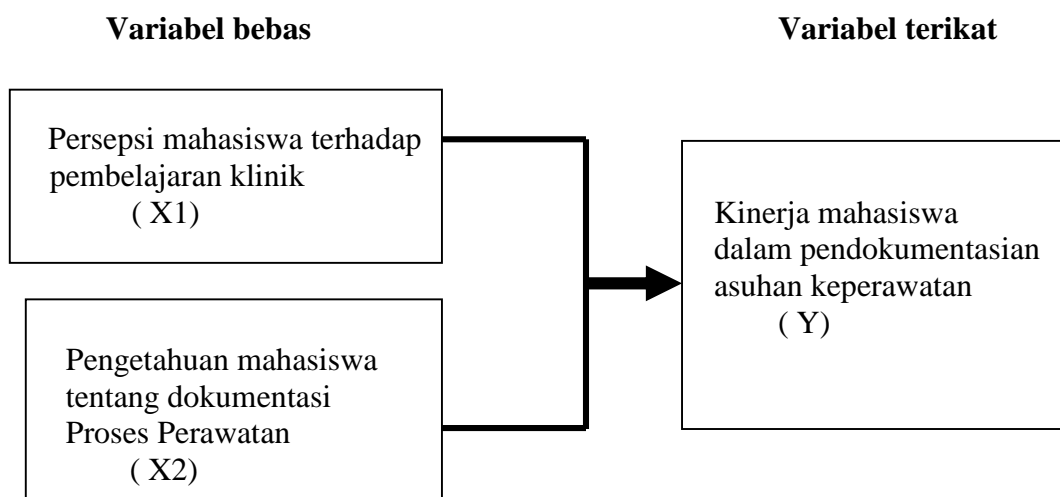 Variabel bebas
Variabel terikat
Persepsi mahasiswa terhadap
pembelajaran klinik
( X1)
Pengetahuan mahasiswa
tentang dokumentasi
Proses Perawatan
( X2)
Kinerja mahasiswa
dalam pendokumentasian
asuhan keperawatan
( Y)